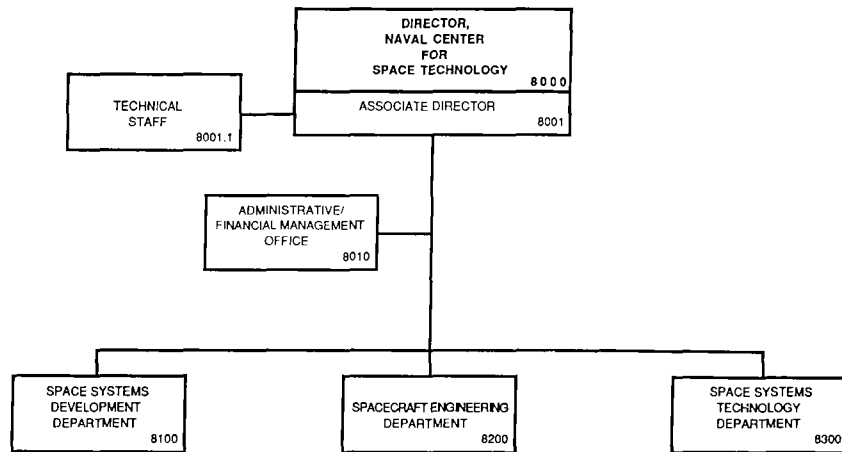 DIRECTOR,
NAVAL CENTER
FOR
SPACE TECHNOLOGY
8000
ASSOCIATE DIRECTOR
8001
TECHNICAL
STAFF
8001.1
ADMINISTRATIVE/
FINANCIAL MANAGEMENT
OFFICE
8010
SPACE SYSTEMS
DEVELOPMENT
DEPARTMENT
8100
SPACECRAFT ENGINEERING
DEPARTMENT
8200
SPACE SYSTEMS
TECHNOLOGY
DEPARTMENT
8300